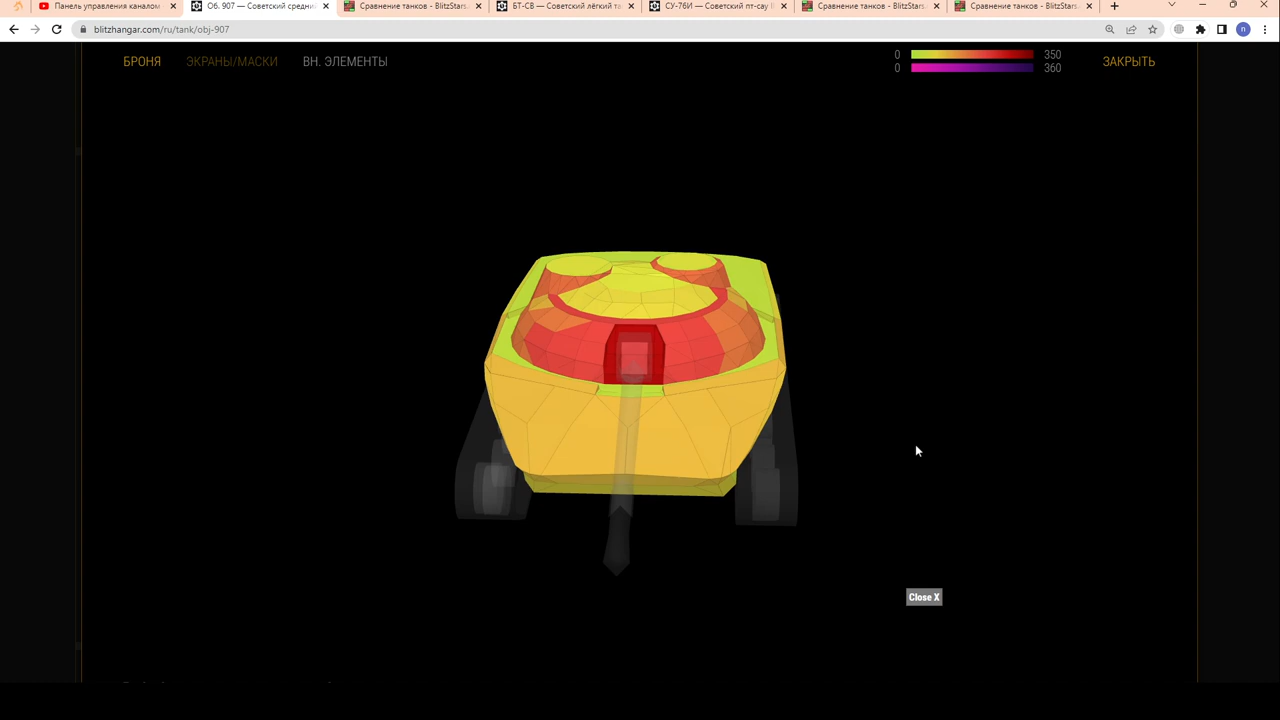 Панель управления каналом
Об. 907 — Советский средний
Сравнение танков - BlitzStars.
БТ-СВ — Советский лёгкий та
СУ-76И — Советский пт-сау I
Сравнение танков - BlitzStars.
Сравнение танков - BlitzStars.
blitzhangar.com/ru/tank/obj-907
n
БРОНЯ
ЭКРАНЫ/МАСКИ
ВН. ЭЛЕМЕНТЫ
0 350
0 360
ЗАКРЫТЬ
Close X